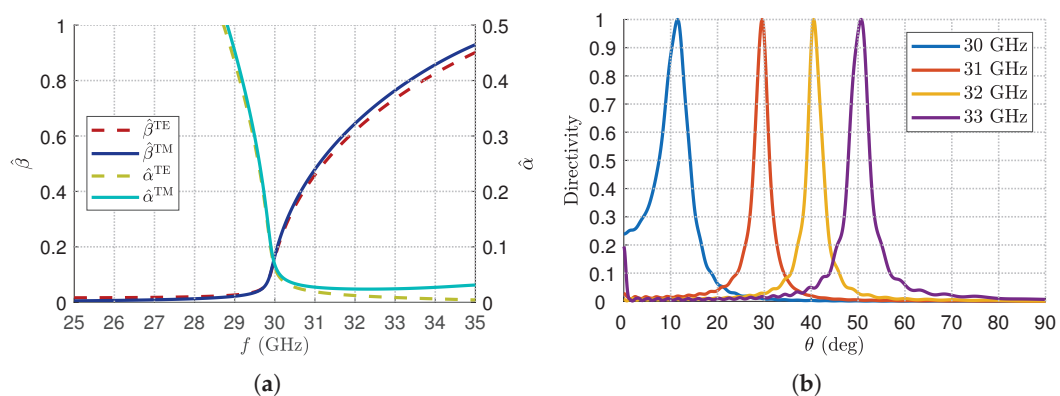 1
0.8
0.6
0.4
0.2
0
β̂
0.5
0.4
0.3
0.2
0.1
0
α̂
β̂^TE
β̂^TM
α̂^TE
α̂^TM
25 26 27 28 29 30 31 32 33 34 35
f (GHz)
(a)
1
0.9
0.8
0.7
0.6
0.5
0.4
0.3
0.2
0.1
0
Directivity
30 GHz
31 GHz
32 GHz
33 GHz
0 10 20 30 40 50 60 70 80 90
θ (deg)
(b)